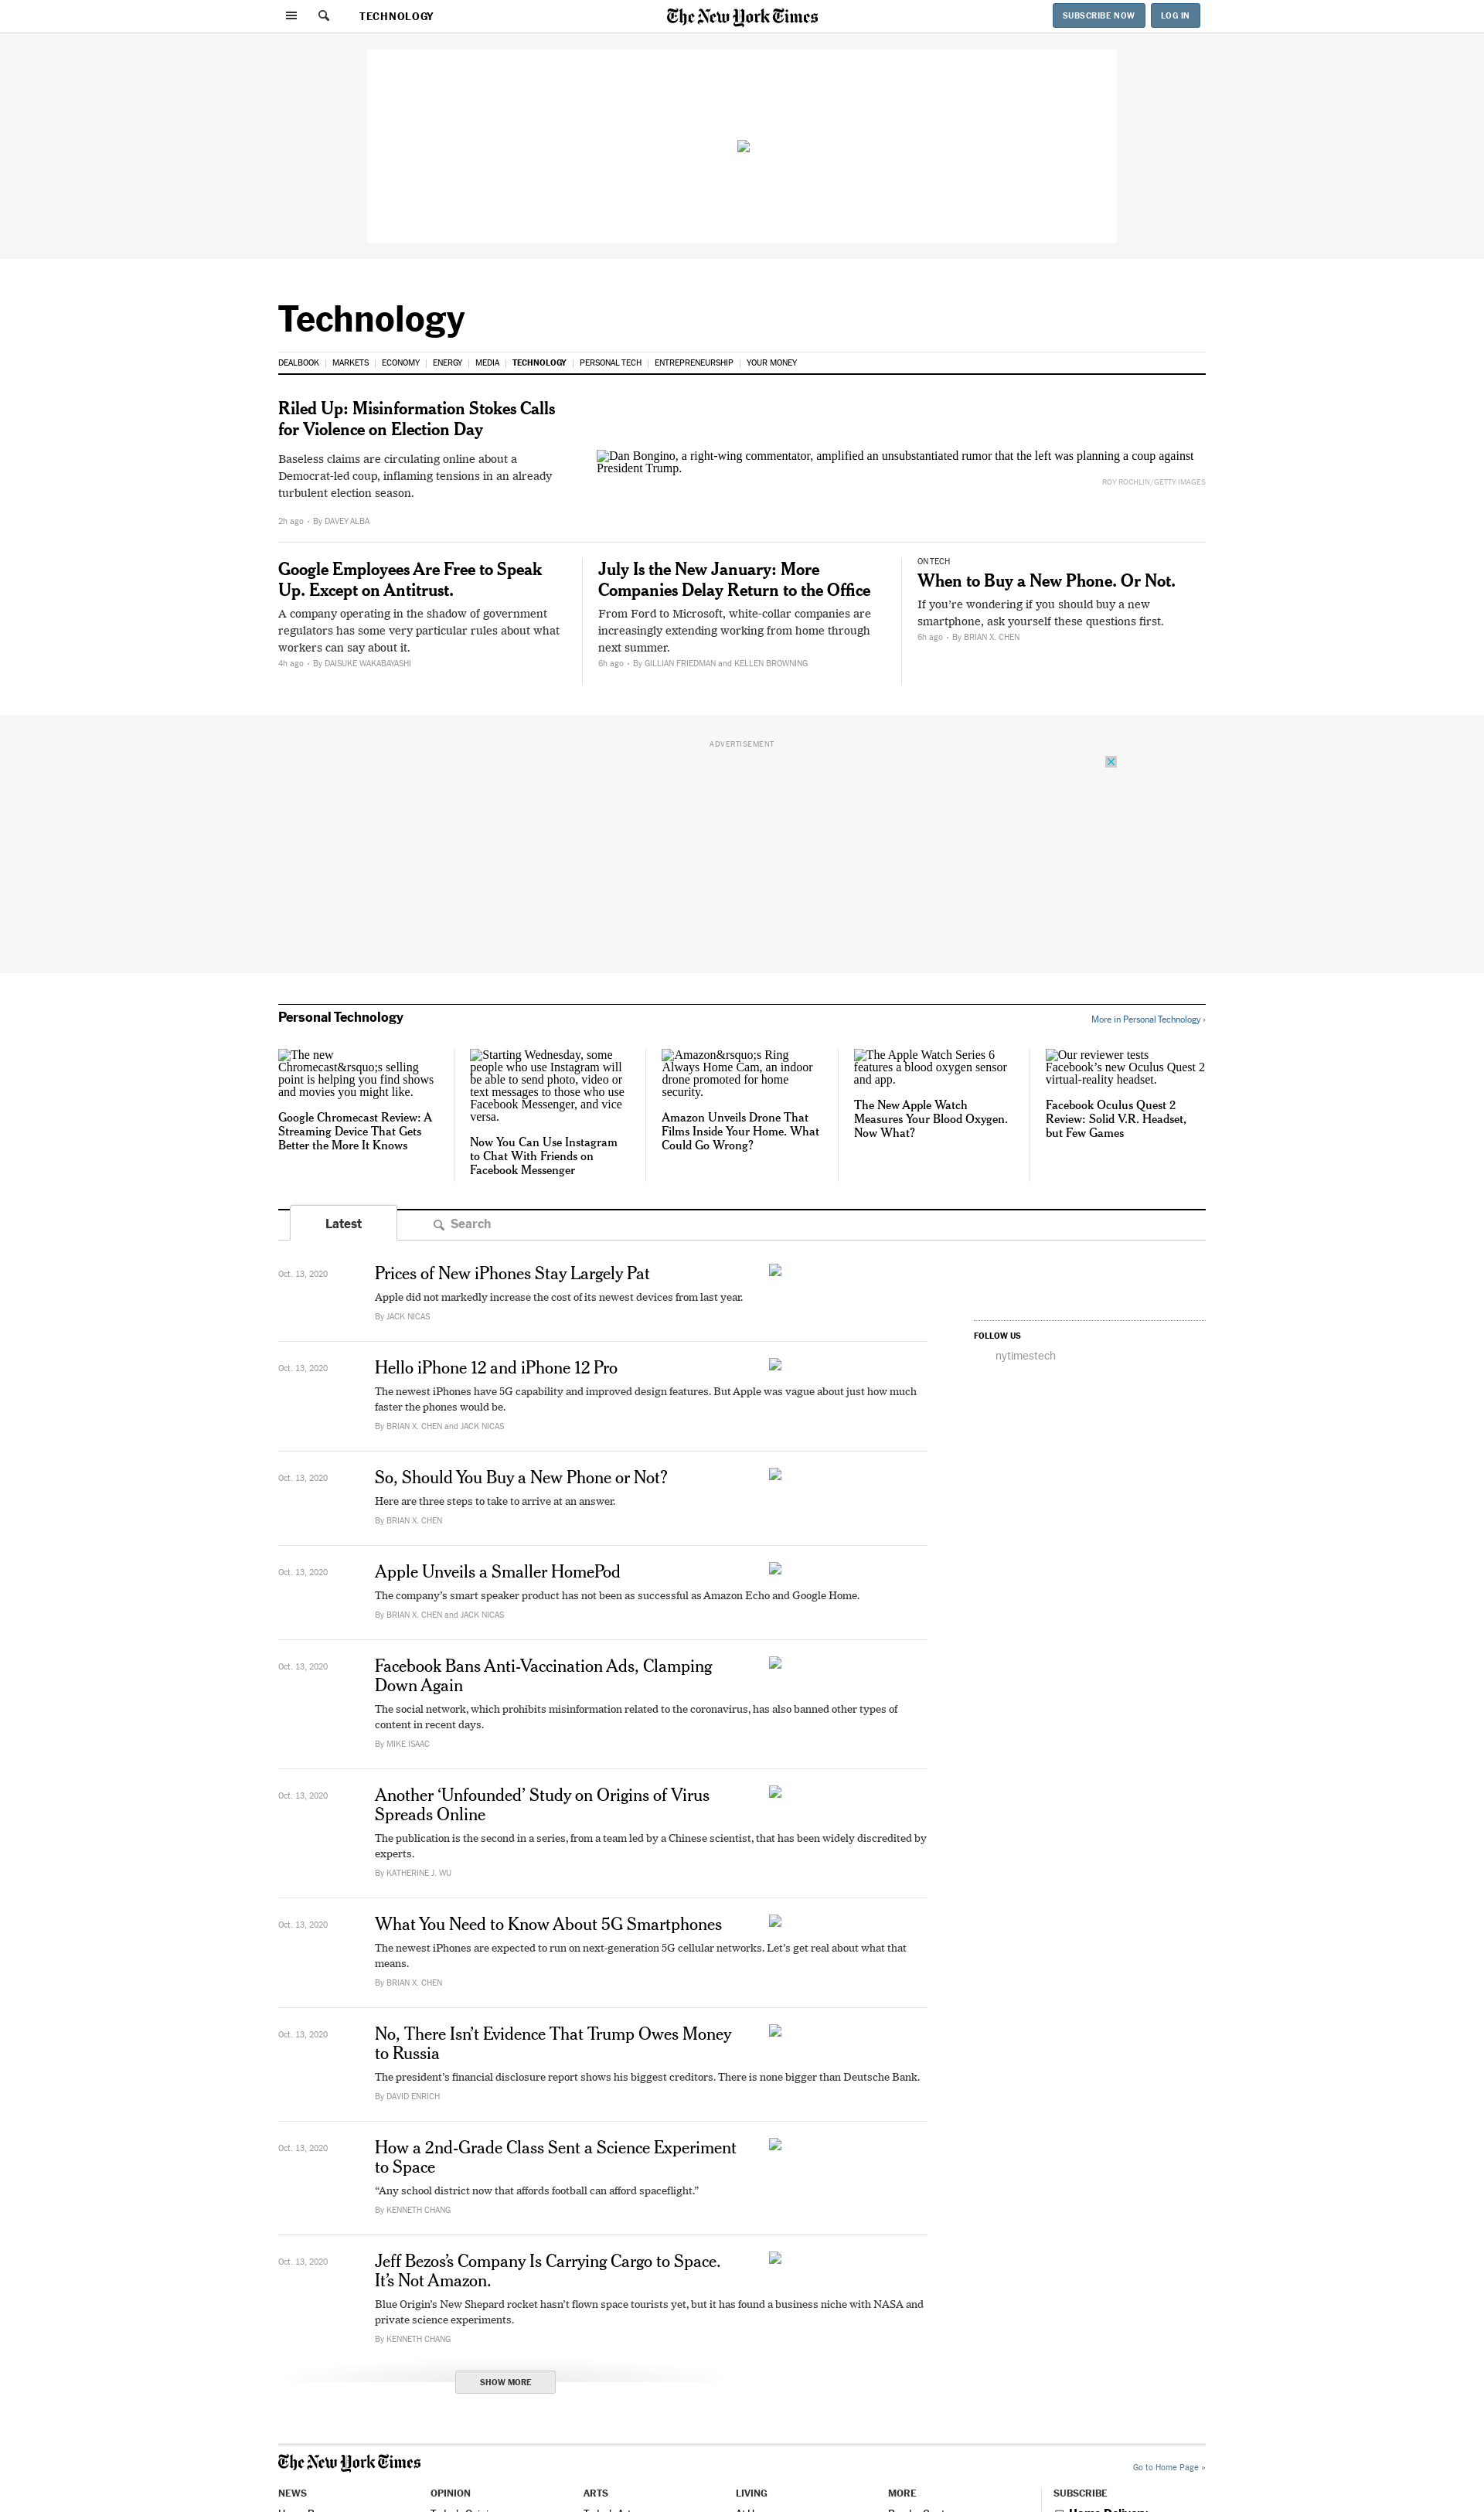 TECHNOLOGY
The New York Times
SUBSCRIBE NOW
LOG IN
Technology
DEALBOOK
MARKETS
ECONOMY
ENERGY
MEDIA
TECHNOLOGY
PERSONAL TECH
ENTREPRENEURSHIP
YOUR MONEY
Riled Up: Misinformation Stokes Calls
for Violence on Election Day
Baseless claims are circulating online about a
Democrat-led coup, inflaming tensions in an already
turbulent election season.
2h ago • By DAVEY ALBA
Dan Bongino, a right-wing commentator, amplified an unsubstantiated rumor that the left was planning a coup against
President Trump.
ROY ROCHLIN/GETTY IMAGES
Google Employees Are Free to Speak
Up. Except on Antitrust.
A company operating in the shadow of government
regulators has some very particular rules about what
workers can say about it.
4h ago • By DAISUKE WAKABAYASHI
July Is the New January: More
Companies Delay Return to the Office
From Ford to Microsoft, white-collar companies are
increasingly extending working from home through
next summer.
6h ago • By GILLIAN FRIEDMAN and KELLEN BROWNING
ON TECH
When to Buy a New Phone. Or Not.
If you’re wondering if you should buy a new
smartphone, ask yourself these questions first.
6h ago • By BRIAN X. CHEN
ADVERTISEMENT
Personal Technology
More in Personal Technology ›
The new
Chromecast&rsquo;s selling
point is helping you find shows
and movies you might like.
Google Chromecast Review: A
Streaming Device That Gets
Better the More It Knows
Starting Wednesday, some
people who use Instagram will
be able to send photo, video or
text messages to those who use
Facebook Messenger, and vice
versa.
Now You Can Use Instagram
to Chat With Friends on
Facebook Messenger
Amazon&rsquo;s Ring
Always Home Cam, an indoor
drone promoted for home
security.
Amazon Unveils Drone That
Films Inside Your Home. What
Could Go Wrong?
The Apple Watch Series 6
features a blood oxygen sensor
and app.
The New Apple Watch
Measures Your Blood Oxygen.
Now What?
Our reviewer tests
Facebook’s new Oculus Quest 2
virtual-reality headset.
Facebook Oculus Quest 2
Review: Solid V.R. Headset,
but Few Games
Latest
Search
Oct. 13, 2020
Prices of New iPhones Stay Largely Pat
Apple did not markedly increase the cost of its newest devices from last year.
By JACK NICAS
FOLLOW US
nytimestech
Oct. 13, 2020
Hello iPhone 12 and iPhone 12 Pro
The newest iPhones have 5G capability and improved design features. But Apple was vague about just how much
faster the phones would be.
By BRIAN X. CHEN and JACK NICAS
Oct. 13, 2020
So, Should You Buy a New Phone or Not?
Here are three steps to take to arrive at an answer.
By BRIAN X. CHEN
Oct. 13, 2020
Apple Unveils a Smaller HomePod
The company’s smart speaker product has not been as successful as Amazon Echo and Google Home.
By BRIAN X. CHEN and JACK NICAS
Oct. 13, 2020
Facebook Bans Anti-Vaccination Ads, Clamping
Down Again
The social network, which prohibits misinformation related to the coronavirus, has also banned other types of
content in recent days.
By MIKE ISAAC
Oct. 13, 2020
Another ‘Unfounded’ Study on Origins of Virus
Spreads Online
The publication is the second in a series, from a team led by a Chinese scientist, that has been widely discredited by
experts.
By KATHERINE J. WU
Oct. 13, 2020
What You Need to Know About 5G Smartphones
The newest iPhones are expected to run on next-generation 5G cellular networks. Let’s get real about what that
means.
By BRIAN X. CHEN
Oct. 13, 2020
No, There Isn’t Evidence That Trump Owes Money
to Russia
The president’s financial disclosure report shows his biggest creditors. There is none bigger than Deutsche Bank.
By DAVID ENRICH
Oct. 13, 2020
How a 2nd-Grade Class Sent a Science Experiment
to Space
“Any school district now that affords football can afford spaceflight.”
By KENNETH CHANG
Oct. 13, 2020
Jeff Bezos’s Company Is Carrying Cargo to Space.
It’s Not Amazon.
Blue Origin’s New Shepard rocket hasn’t flown space tourists yet, but it has found a business niche with NASA and
private science experiments.
By KENNETH CHANG
SHOW MORE
The New York Times
Go to Home Page »
NEWS
OPINION
ARTS
LIVING
MORE
SUBSCRIBE